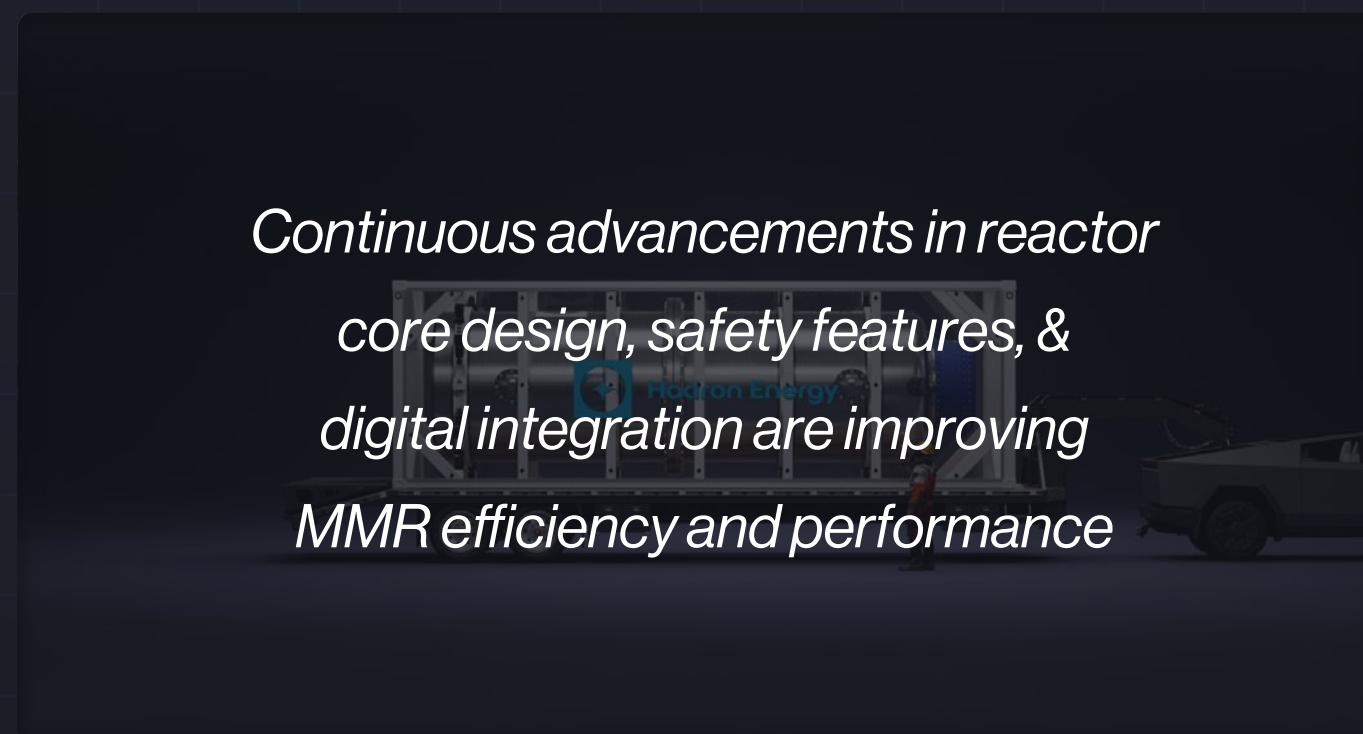 Continuous advancements in reactor
core design, safety features, &
Hadron Energy
digital integration are improving
MMR efficiency and performance